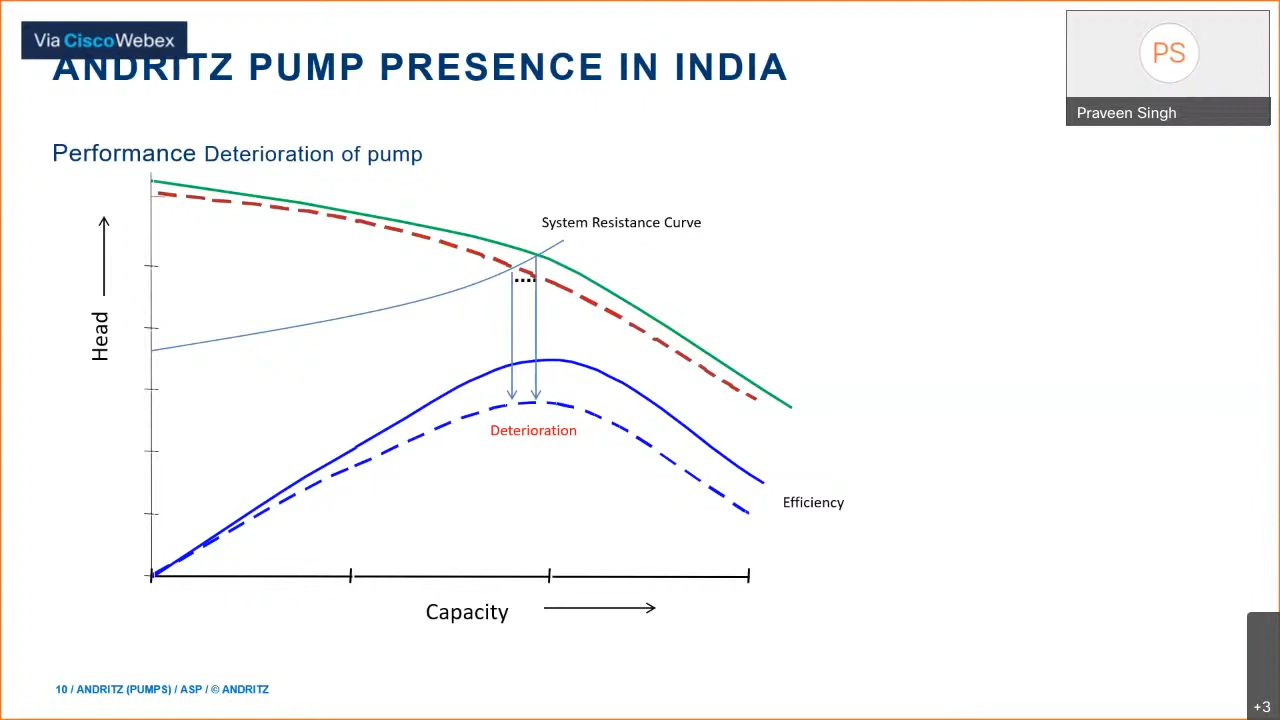 Via CiscoWebex
ANDRITZ PUMP PRESENCE IN INDIA
PS
Praveen Singh
Performance Deterioration of pump
System Resistance Curve
Head
Deterioration
Efficiency
Capacity
10 / ANDRITZ (PUMPS) / ASP / © ANDRITZ
+3